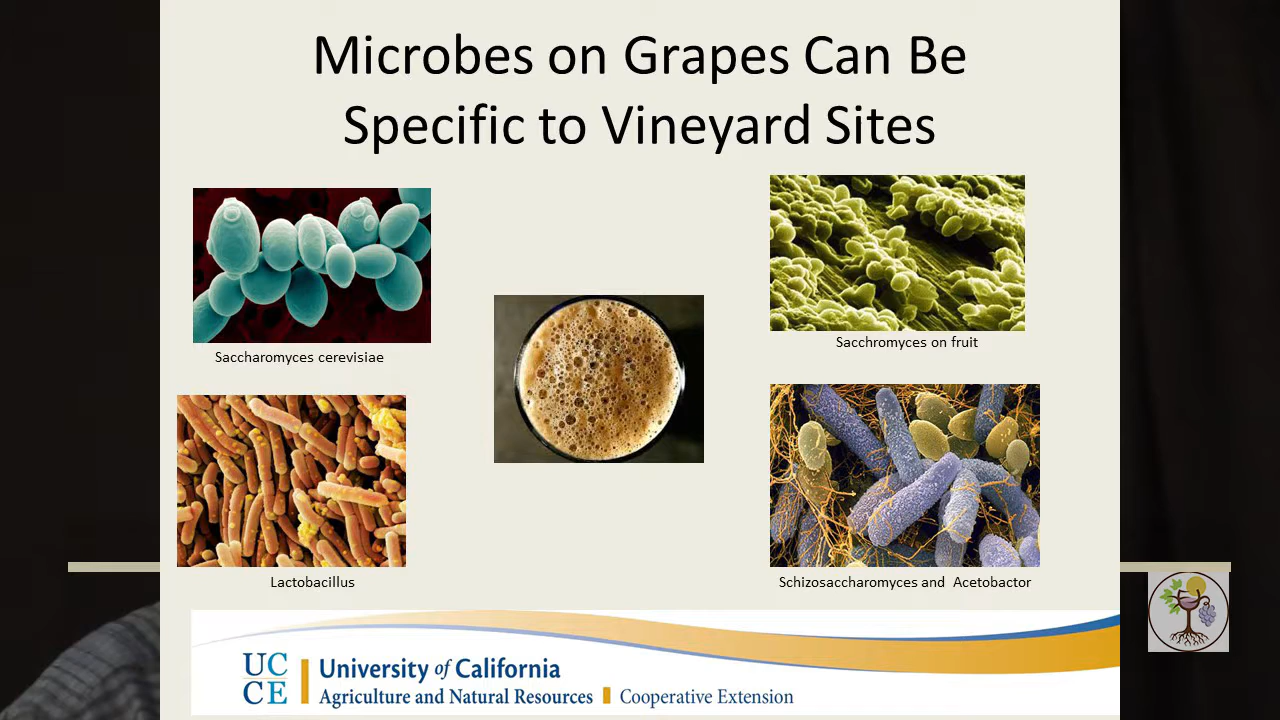 Microbes on Grapes Can Be
Specific to Vineyard Sites
Saccharomyces cerevisiae
Sacchromyces on fruit
Lactobacillus
Schizosaccharomyces and Acetobactor
UC
CE
University of California
Agriculture and Natural Resources Cooperative Extension